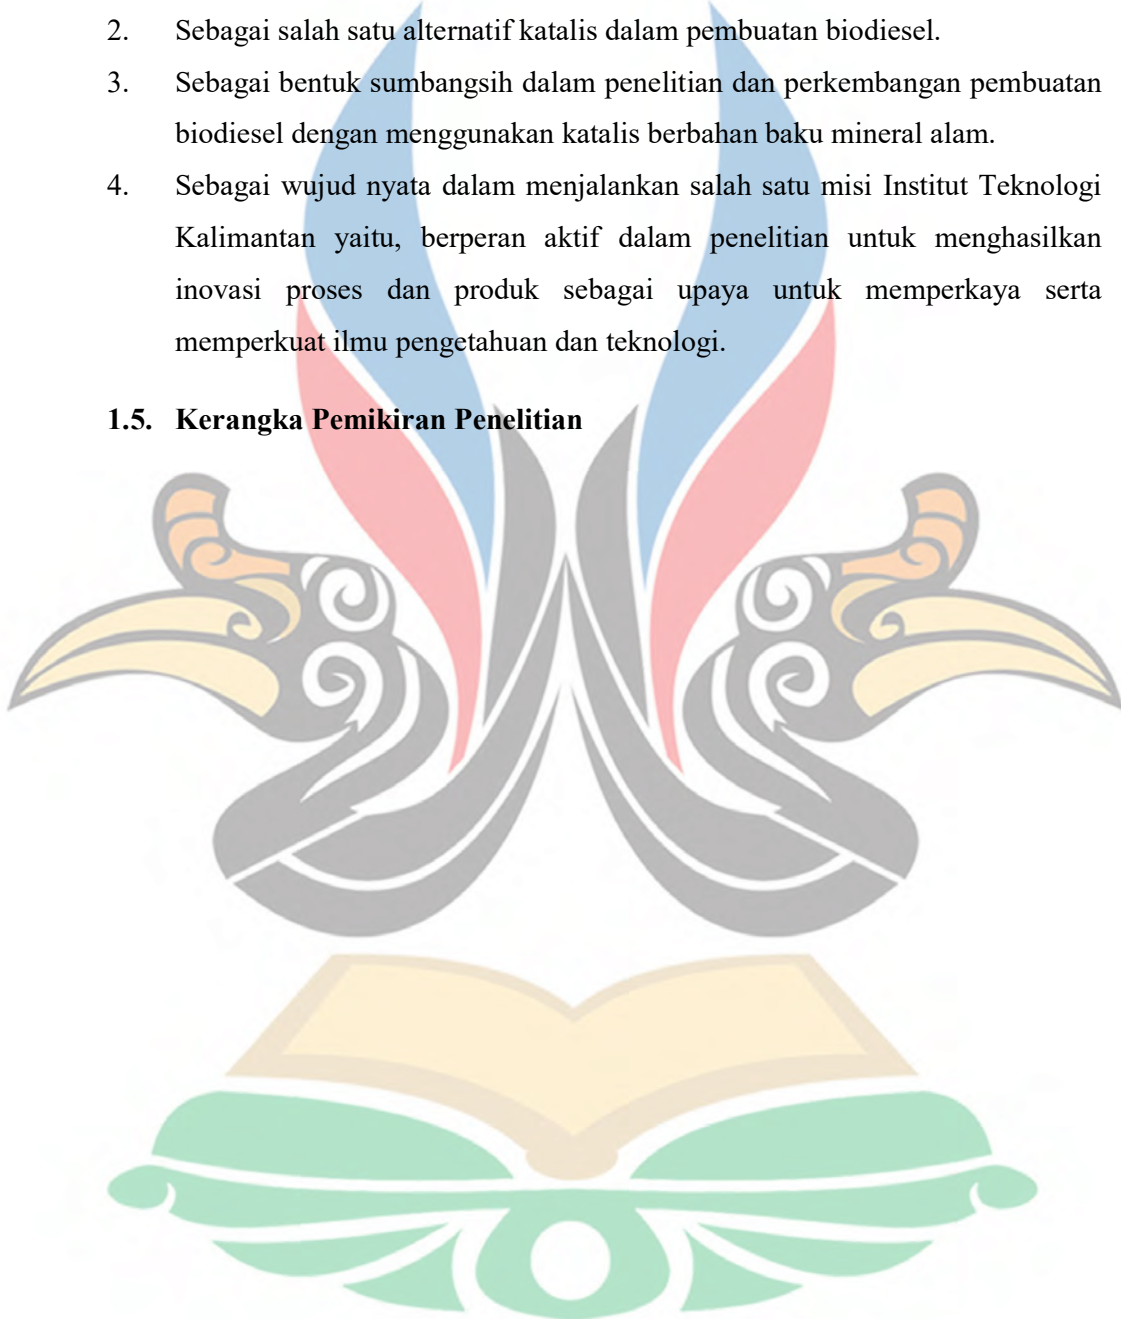 2. Sebagai salah satu alternatif katalis dalam pembuatan biodiesel.
3. Sebagai bentuk sumbangsih dalam penelitian dan perkembangan pembuatan
biodiesel dengan menggunakan katalis berbahan baku mineral alam.
4. Sebagai wujud nyata dalam menjalankan salah satu misi Institut Teknologi
Kalimantan yaitu, berperan aktif dalam penelitian untuk menghasilkan
inovasi proses dan produk sebagai upaya untuk memperkaya serta
memperkuat ilmu pengetahuan dan teknologi.
1.5. Kerangka Pemikiran Penelitian